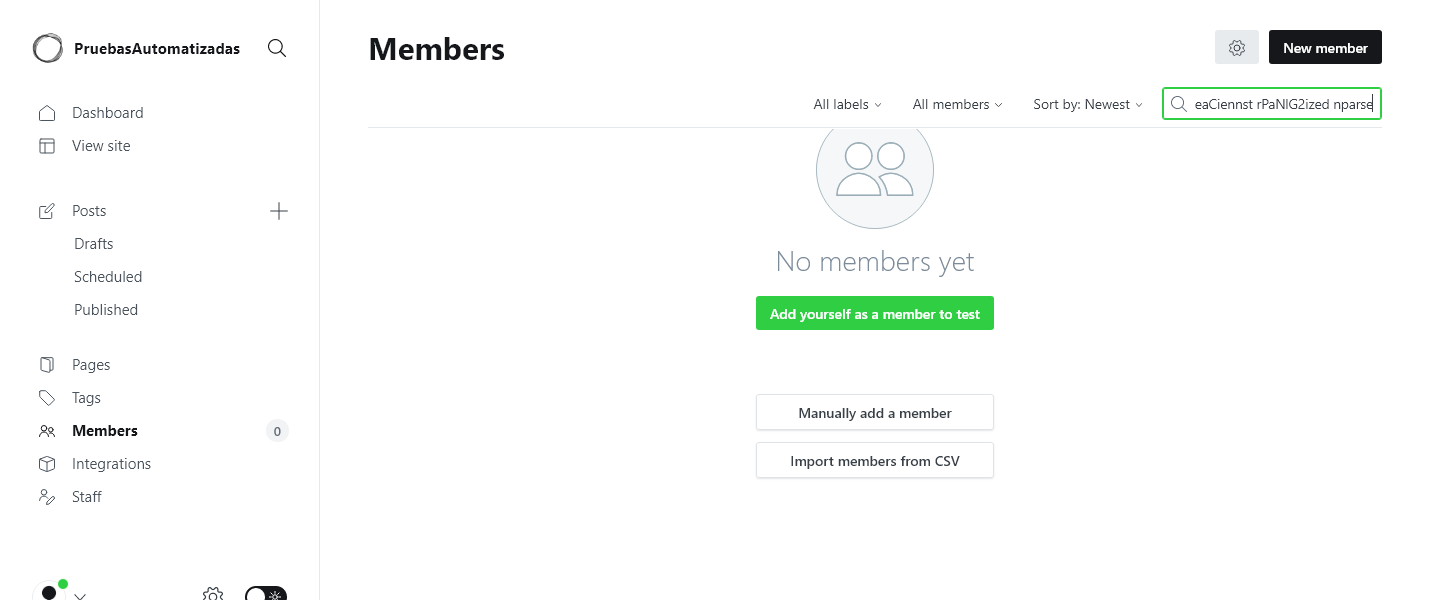 PruebasAutomatizadas
Dashboard
View site
Posts
Drafts
Scheduled
Published
Pages
Tags
Members
0
Integrations
Staff
Members
New member
All labels
All members
Sort by: Newest
eaCiennst rPaNIG2ized nparse
No members yet
Add yourself as a member to test
Manually add a member
Import members from CSV